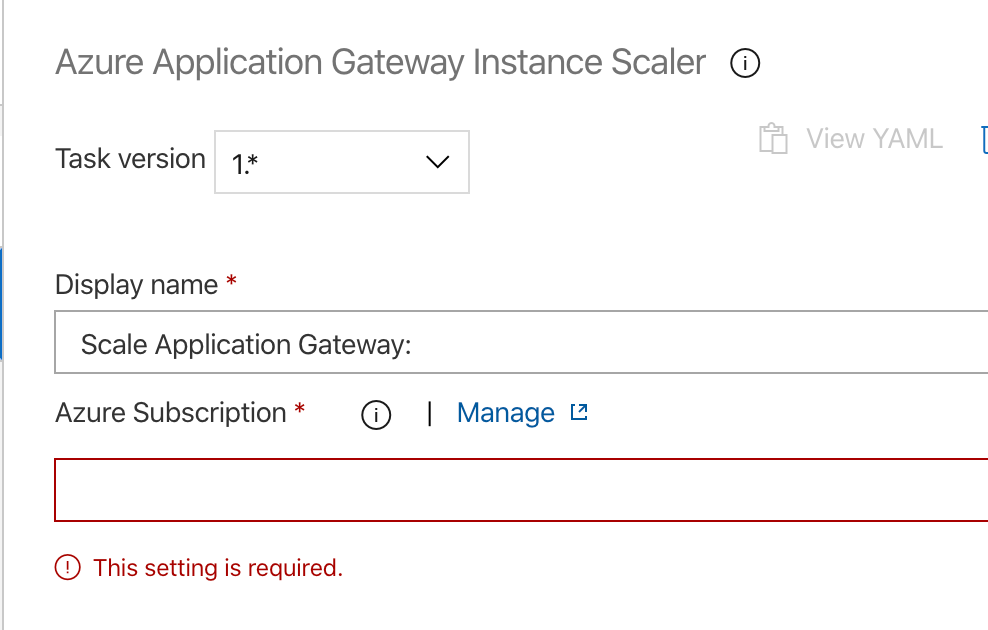 Azure Application Gateway Instance Scaler
Task version 1.*
View YAML
Display name *
Scale Application Gateway:
Azure Subscription * | Manage
This setting is required.